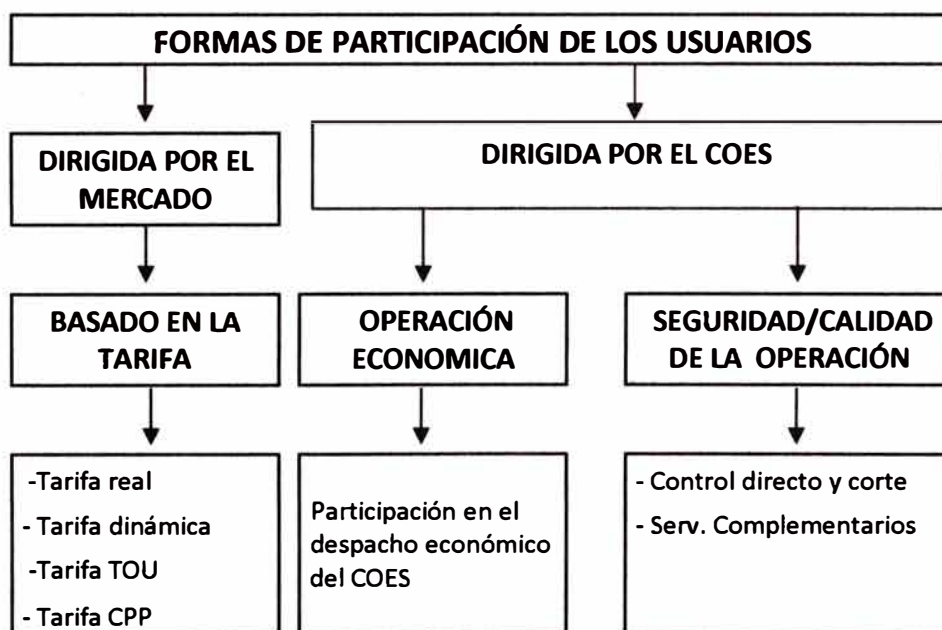 FORMAS DE PARTICIPACIÓN DE LOS USUARIOS
DIRIGIDA POR EL
MERCADO
DIRIGIDA POR EL COES
BASADO EN LA
TARIFA
OPERACIÓN
ECONOMICA
SEGURIDAD/CALIDAD
DE LA OPERACIÓN
-Tarifa real
- Tarifa dinámica
-Tarifa TOU
- Tarifa CPP
Participación en el
despacho económico
del COES
- Control directo y corte
- Serv. Complementarios